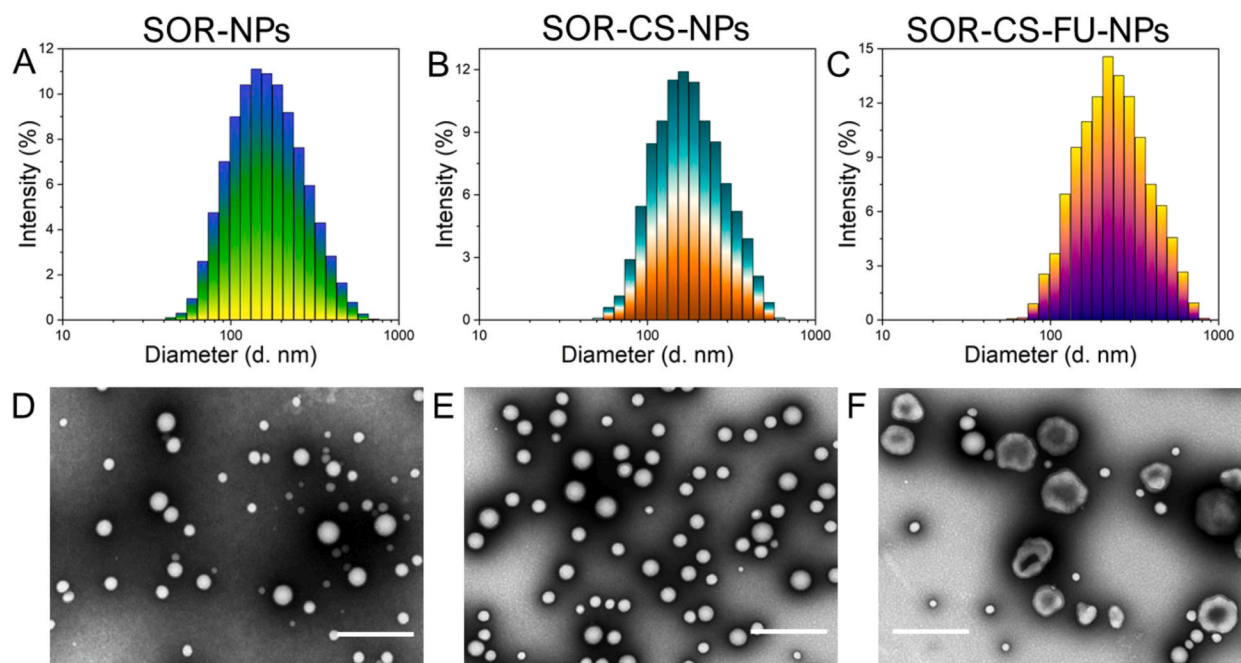 SOR-NPs
SOR-CS-NPs
SOR-CS-FU-NPs
A
12
10
8
6
4
2
0
Intensity (%)
10
100
1000
Diameter (d. nm)
B
12
9
6
3
0
Intensity (%)
10
100
1000
Diameter (d. nm)
C
15
12
9
6
3
0
Intensity (%)
10
100
1000
Diameter (d. nm)
D
E
F